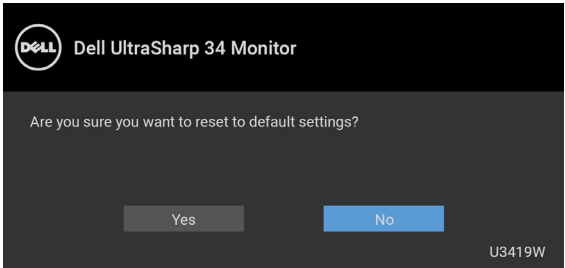 DELL
Dell UltraSharp 34 Monitor
Are you sure you want to reset to default settings?
Yes
No
U3419W